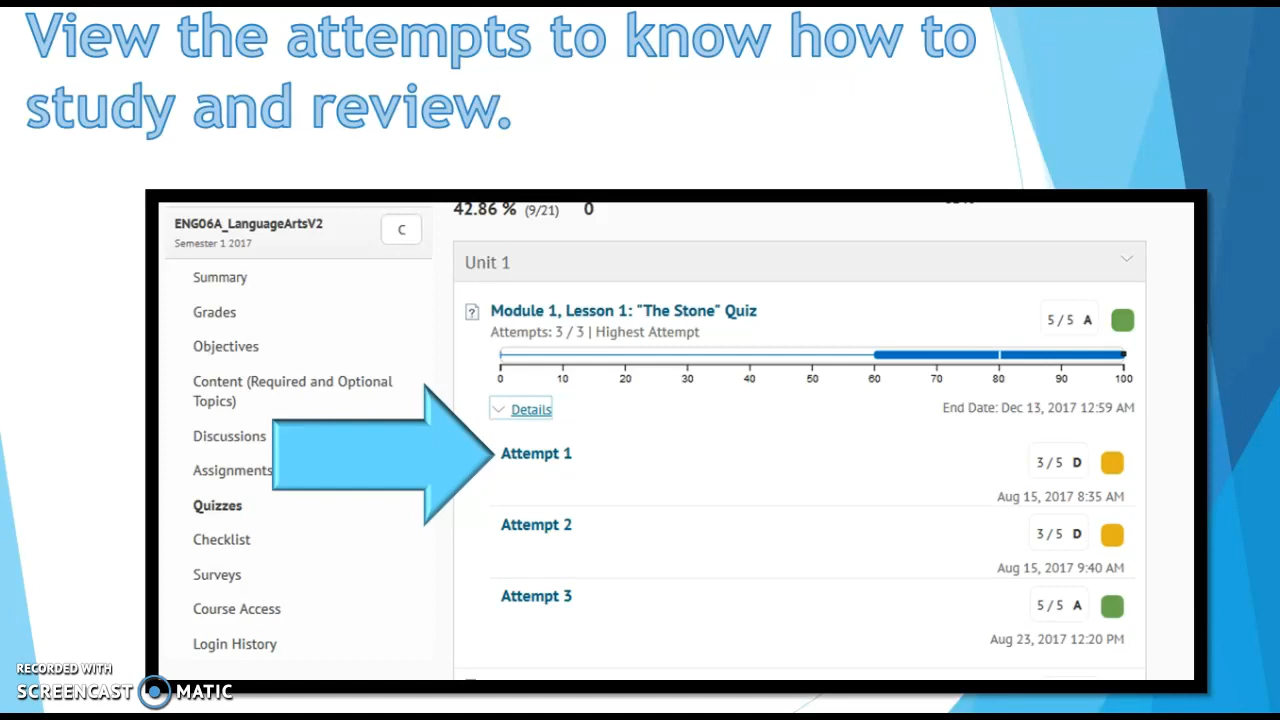 View the attempts to know how to
study and review.
ENG06A_LanguageArtsV2
Semester 1 2017
C
Summary
Grades
Objectives
Content (Required and Optional
Topics)
Discussions
Assignments
Quizzes
Checklist
Surveys
Course Access
Login History
42.86 % (9/21) 0
Unit 1
Module 1, Lesson 1: "The Stone" Quiz
Attempts: 3 / 3 | Highest Attempt
5 / 5 A
0 10 20 30 40 50 60 70 80 90 100
Details
End Date: Dec 13, 2017 12:59 AM
Attempt 1
3 / 5 D
Aug 15, 2017 8:35 AM
Attempt 2
3 / 5 D
Aug 15, 2017 9:40 AM
Attempt 3
5 / 5 A
Aug 23, 2017 12:20 PM
RECORDED WITH
SCREENCAST MATIC